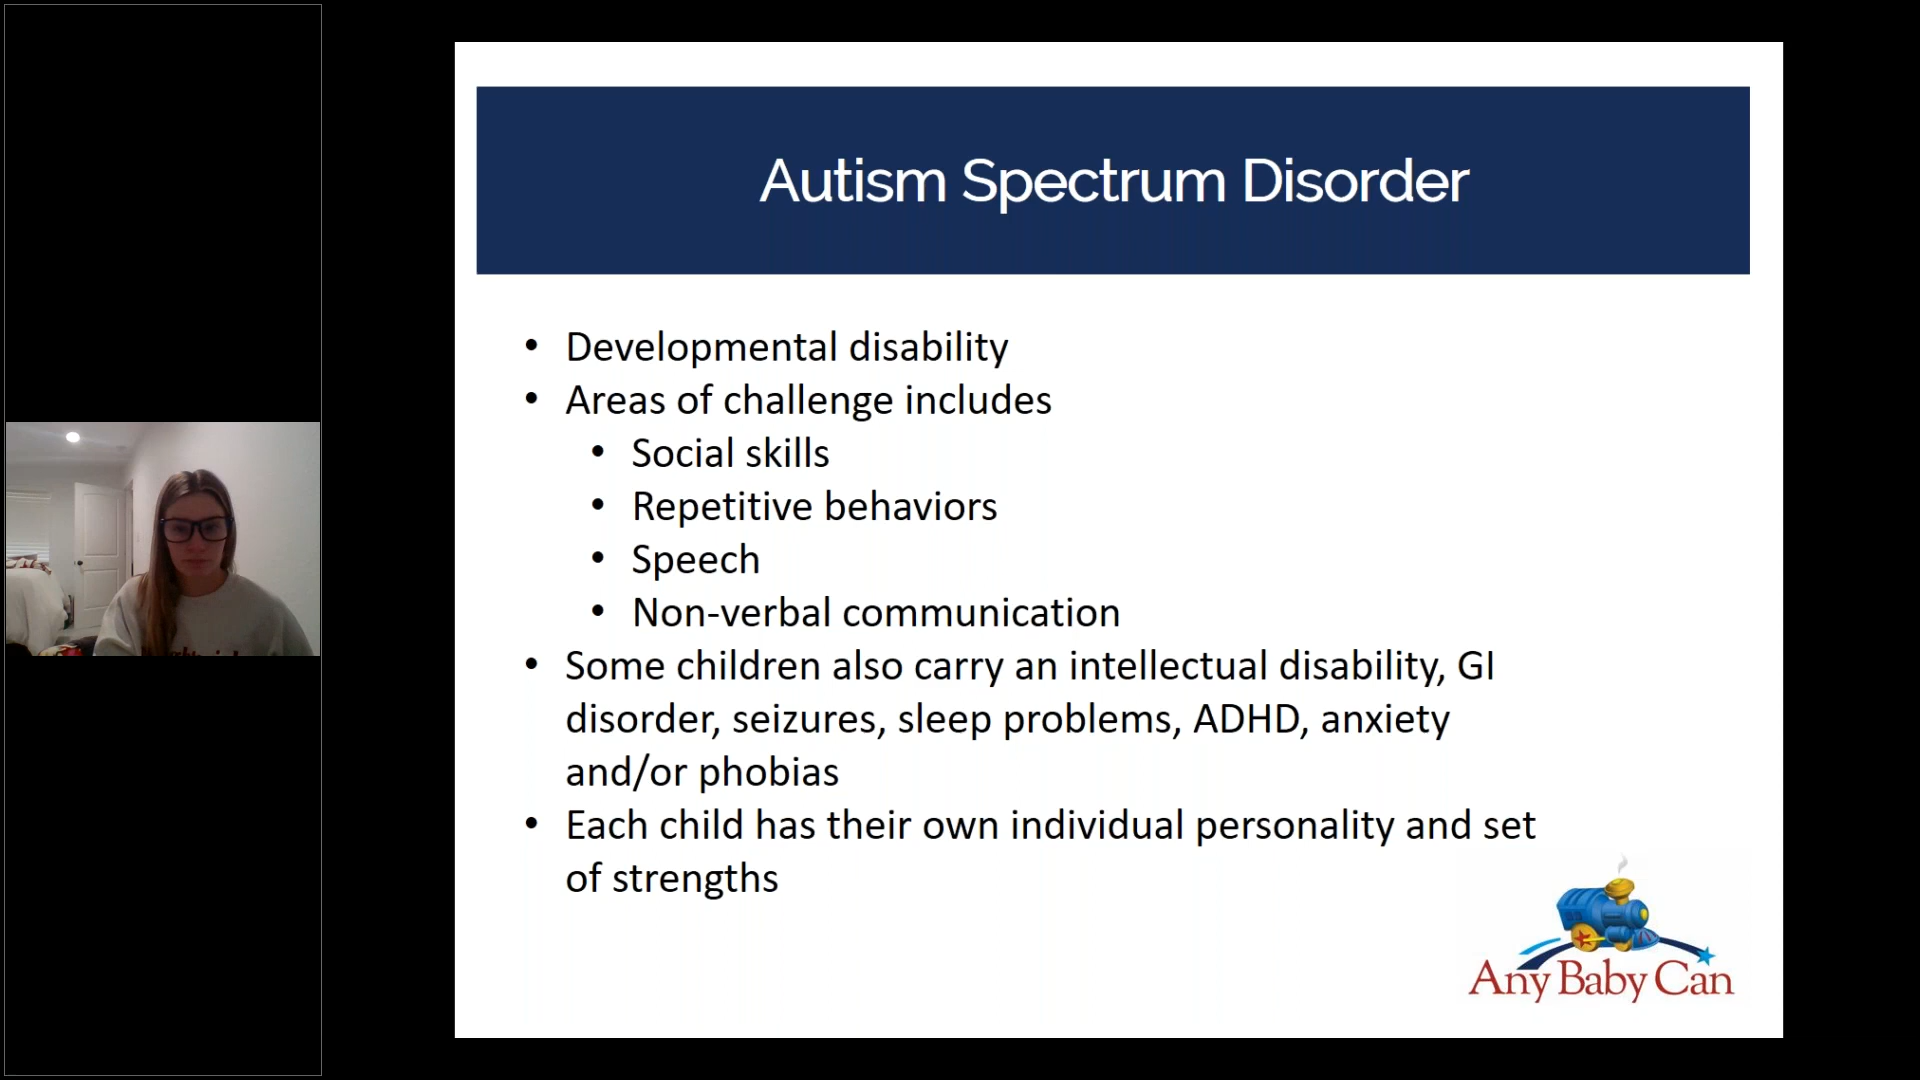 Autism Spectrum Disorder
• Developmental disability
• Areas of challenge includes
• Social skills
• Repetitive behaviors
• Speech
• Non-verbal communication
• Some children also carry an intellectual disability, GI
disorder, seizures, sleep problems, ADHD, anxiety
and/or phobias
• Each child has their own individual personality and set
of strengths
Any Baby Can